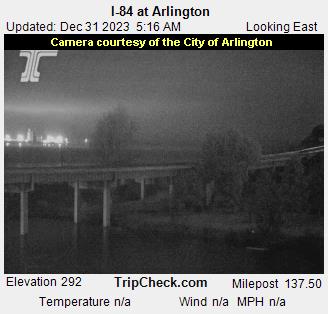 I-84 at Arlington
Updated: Dec 31 2023 5:16 AM Looking East
Camera courtesy of the City of Arlington
Elevation 292 TripCheck.com Milepost 137.50
Temperature n/a Wind n/a MPH n/a